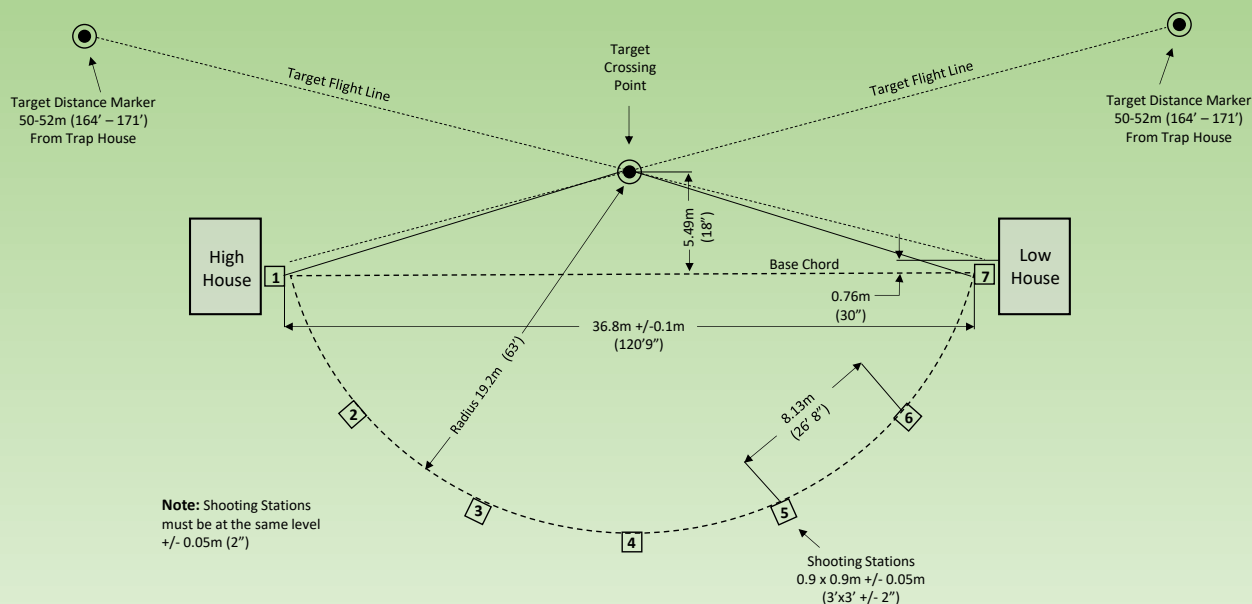 Target Flight Line
Target
Crossing
Point
Target Flight Line
Target Distance Marker
50-52m (164’ – 171’)
From Trap House
Target Distance Marker
50-52m (164’ – 171’)
From Trap House
5.49m
(18”)
High
House
1
Base Chord
7
Low
House
0.76m
(30”)
36.8m +/-0.1m
(120’9”)
Radius 19.2m (63’)
8.13m
(26’ 8”)
2
6
Note: Shooting Stations
must be at the same level
+/- 0.05m (2”)
3
4
5
Shooting Stations
0.9 x 0.9m +/- 0.05m
(3’x3’ +/- 2”)